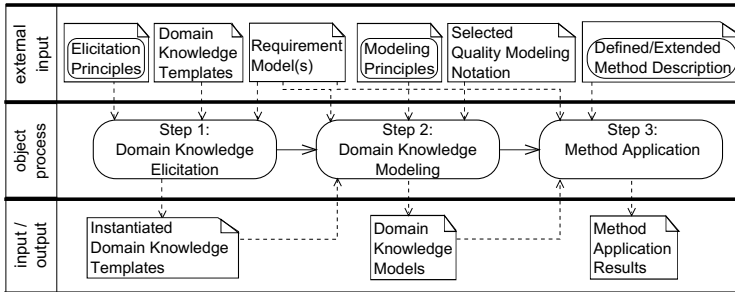 external
input
Elicitation
Principles
Domain
Knowledge
Templates
Requirement
Model(s)
Modeling
Principles
Selected
Quality Modeling
Notation
Defined/Extended
Method Description
object
process
Step 1:
Domain Knowledge
Elicitation
Step 2:
Domain Knowledge
Modeling
Step 3:
Method Application
input /
output
Instantiated
Domain Knowledge
Templates
Domain
Knowledge
Models
Method
Application
Results